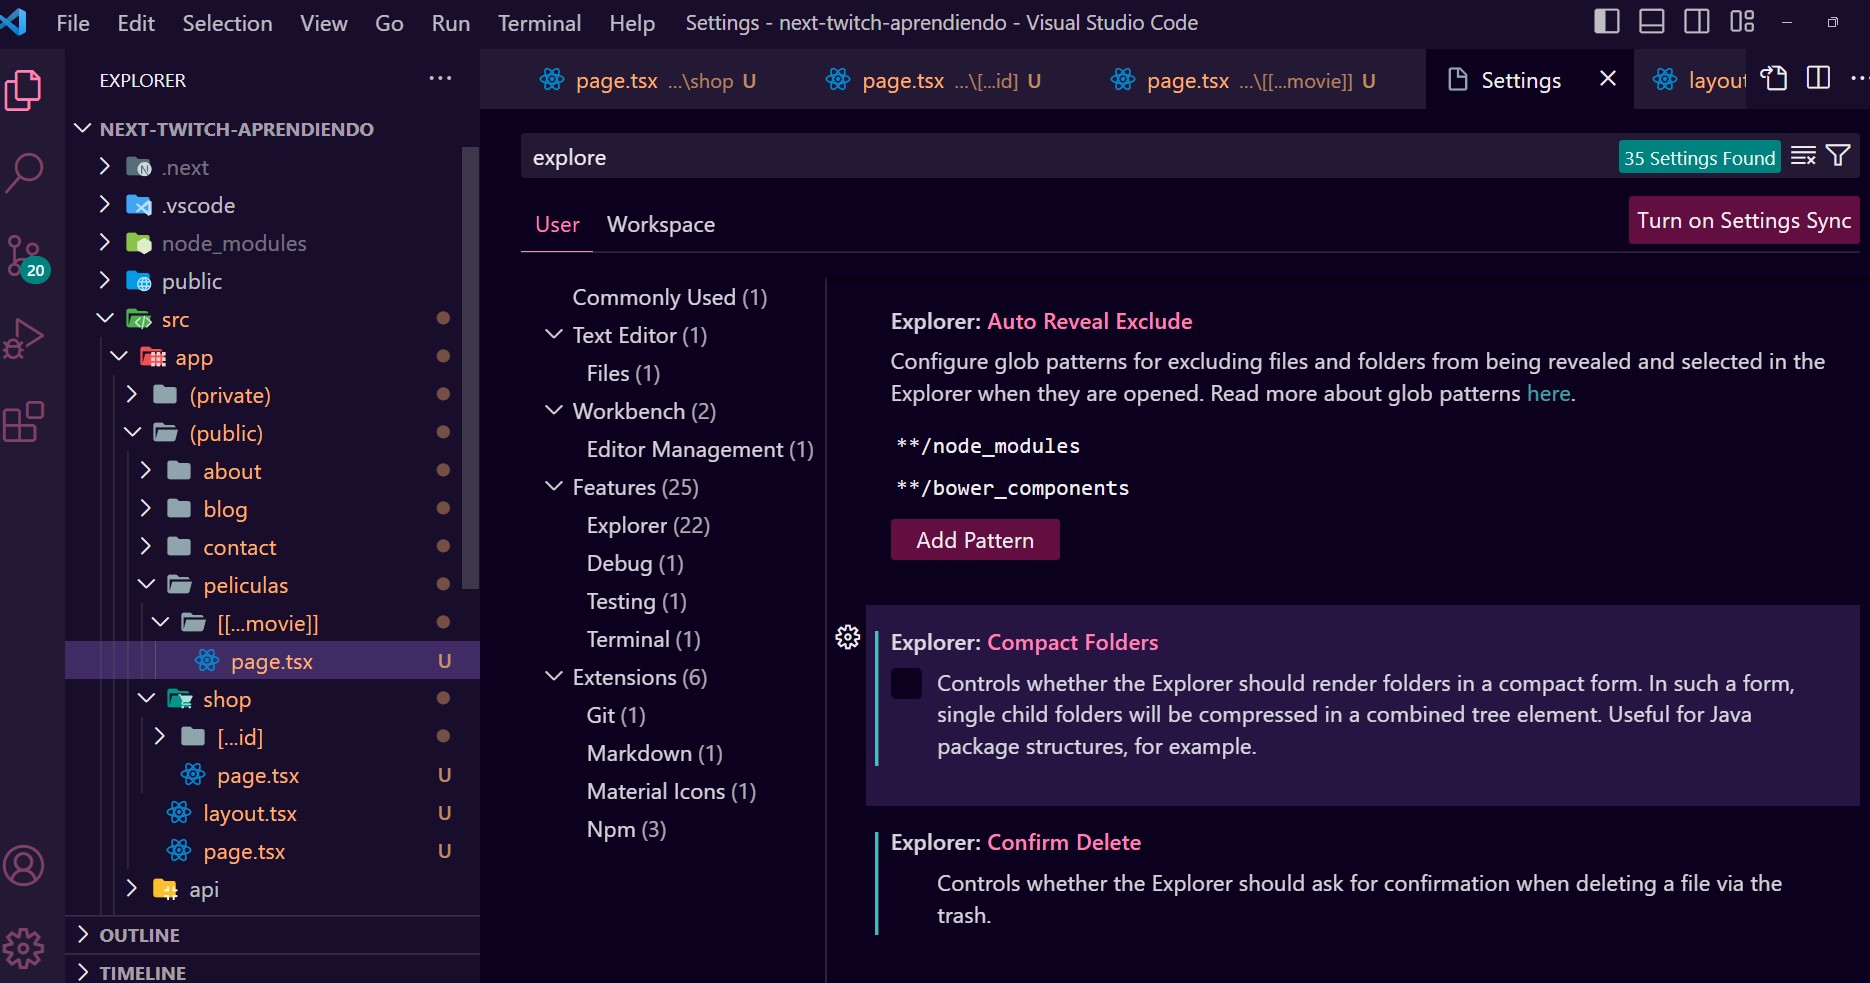 File Edit Selection View Go Run Terminal Help Settings - next-twitch-aprendiendo - Visual Studio Code
EXPLORER
NEXT-TWITCH-APRENDIENDO
.next
.vscode
node_modules
public
src
app
(private)
(public)
about
blog
contact
peliculas
[[...movie]]
page.tsx U
shop
[...id]
page.tsx U
layout.tsx U
page.tsx U
api
OUTLINE
TIMELINE
20
page.tsx ...\shop U
page.tsx ...\[...id] U
page.tsx ...\[[...movie]] U
Settings
layout
explore
35 Settings Found
User Workspace
Turn on Settings Sync
Commonly Used (1)
Text Editor (1)
Files (1)
Workbench (2)
Editor Management (1)
Features (25)
Explorer (22)
Debug (1)
Testing (1)
Terminal (1)
Extensions (6)
Git (1)
Markdown (1)
Material Icons (1)
Npm (3)
Explorer: Auto Reveal Exclude
Configure glob patterns for excluding files and folders from being revealed and selected in the
Explorer when they are opened. Read more about glob patterns here.
**/node_modules
**/bower_components
Add Pattern
Explorer: Compact Folders
Controls whether the Explorer should render folders in a compact form. In such a form,
single child folders will be compressed in a combined tree element. Useful for Java
package structures, for example.
Explorer: Confirm Delete
Controls whether the Explorer should ask for confirmation when deleting a file via the
trash.